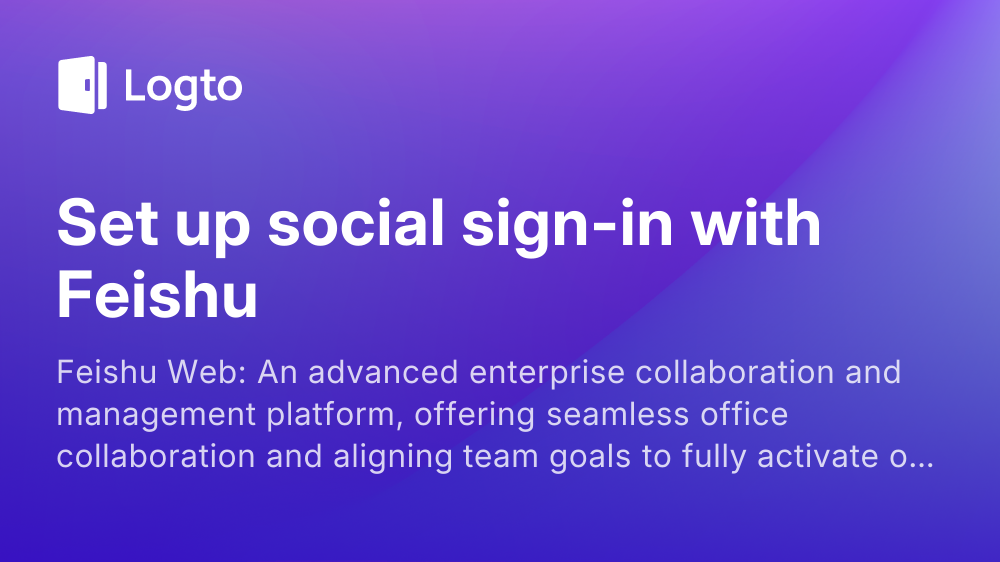 Logto
Set up social sign-in with
Feishu
Feishu Web: An advanced enterprise collaboration and
management platform, offering seamless office
collaboration and aligning team goals to fully activate o...